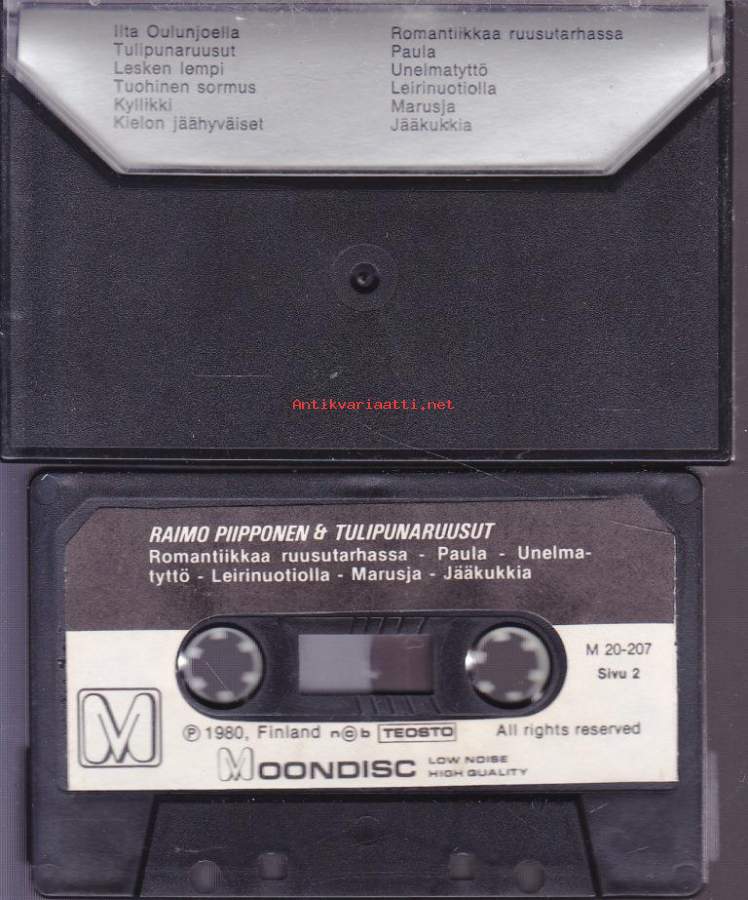 Ilta Oulunjoella
Tulipunaruusut
Lesken lempi
Tuohinen sormus
Kyllikki
Kielon jäähyväiset
Romantiikkaa ruusutarhassa
Paula
Unelmatyttö
Leirinuotiolla
Marusja
Jääkukkia
Antikvariaatti.net
RAIMO PIIPPONEN & TULIPUNARUUSUT
Romantiikkaa ruusutarhassa - Paula - Unelma-
tyttö - Leirinuotiolla - Marusja - Jääkukkia
M 20-207
Sivu 2
℗ 1980, Finland n©b TEOSTO All rights reserved
MOONDISC LOW NOISE
HIGH QUALITY